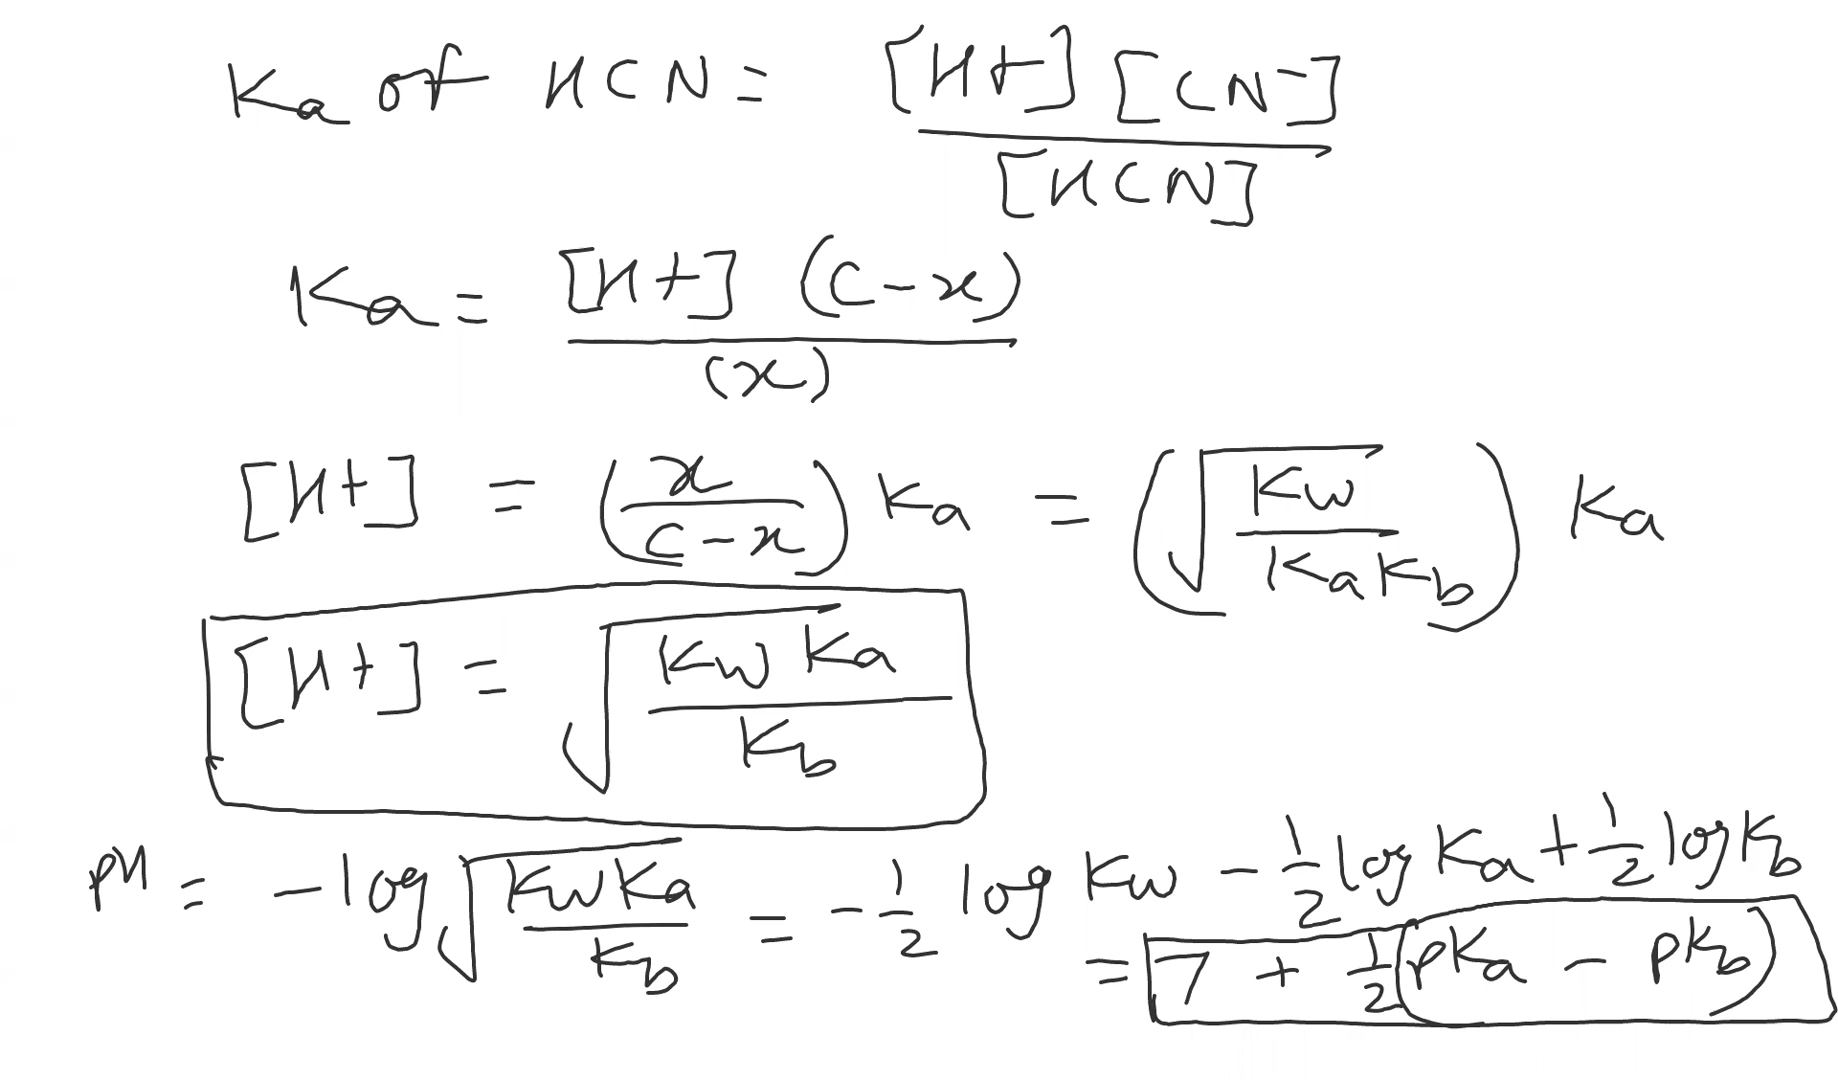 Ka of HCN = [H+] [CN-] / [HCN]
Ka = [H+] (C-x) / (x)
[H+] = (x / C-x) Ka = (√(Kw / KaKb)) Ka
[H+] = √(Kw Ka / Kb)
pH = -log √(KwKa / Kb) = -1/2 log Kw - 1/2 log Ka + 1/2 log Kb
= 7 + 1/2 (pKa - pKb)